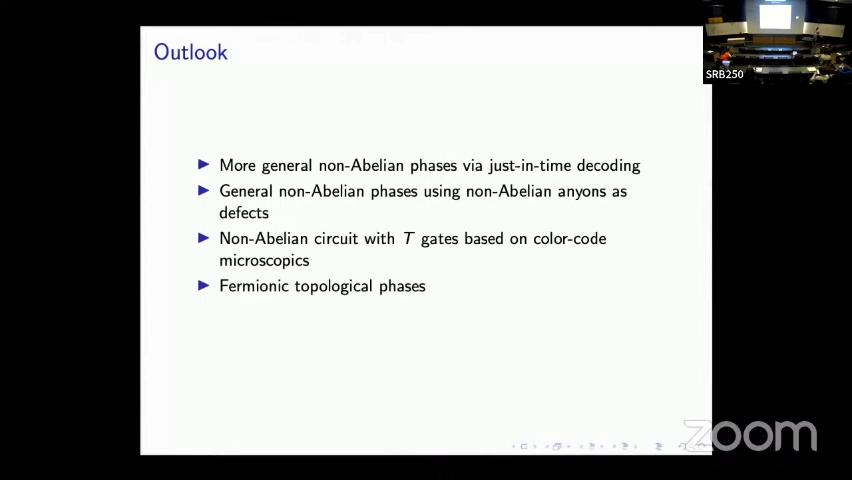 Outlook
SRB250
More general non-Abelian phases via just-in-time decoding
General non-Abelian phases using non-Abelian anyons as
defects
Non-Abelian circuit with T gates based on color-code
microscopics
Fermionic topological phases
zoom